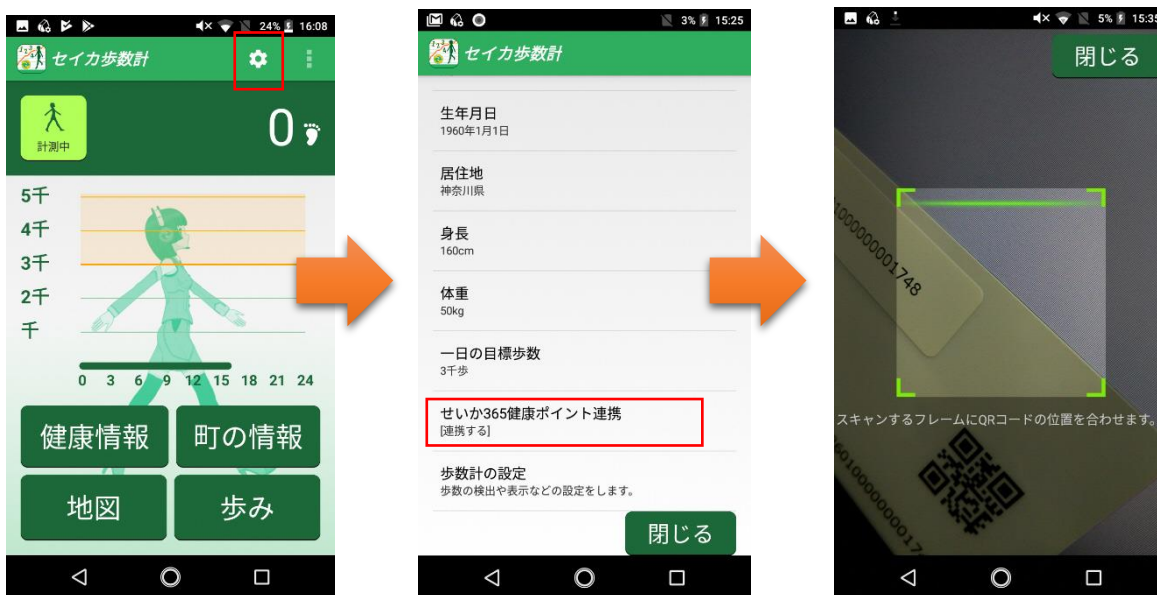 24% 16:08
セイカ歩数計
計測中
0
5千
4千
3千
2千
千
0 3 6 9 12 15 18 21 24
健康情報 町の情報
地図 歩み
3% 15:25
セイカ歩数計
生年月日
1960年1月1日
居住地
神奈川県
身長
160cm
体重
50kg
一日の目標歩数
3千歩
せいか365健康ポイント連携
[連携する]
歩数計の設定
歩数の検出や表示などの設定をします。
閉じる
5% 15:35
閉じる
スキャンするフレームにQRコードの位置を合わせます。